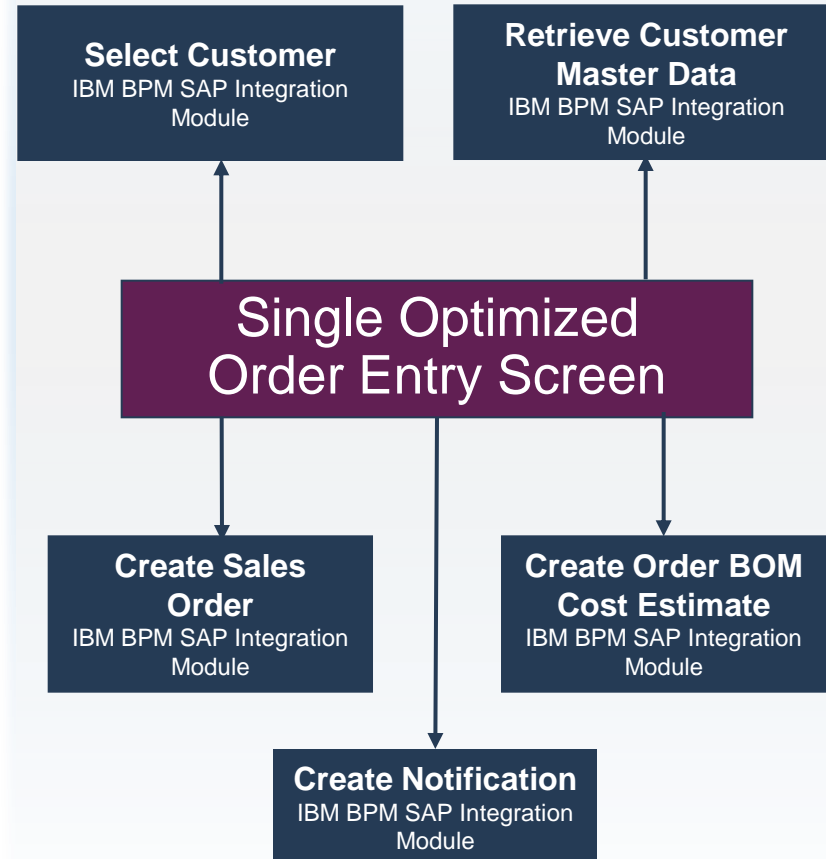 Select Customer
IBM BPM SAP Integration
Module
Retrieve Customer
Master Data
IBM BPM SAP Integration
Module
Single Optimized
Order Entry Screen
Create Sales
Order
IBM BPM SAP Integration
Module
Create Order BOM
Cost Estimate
IBM BPM SAP Integration
Module
Create Notification
IBM BPM SAP Integration
Module